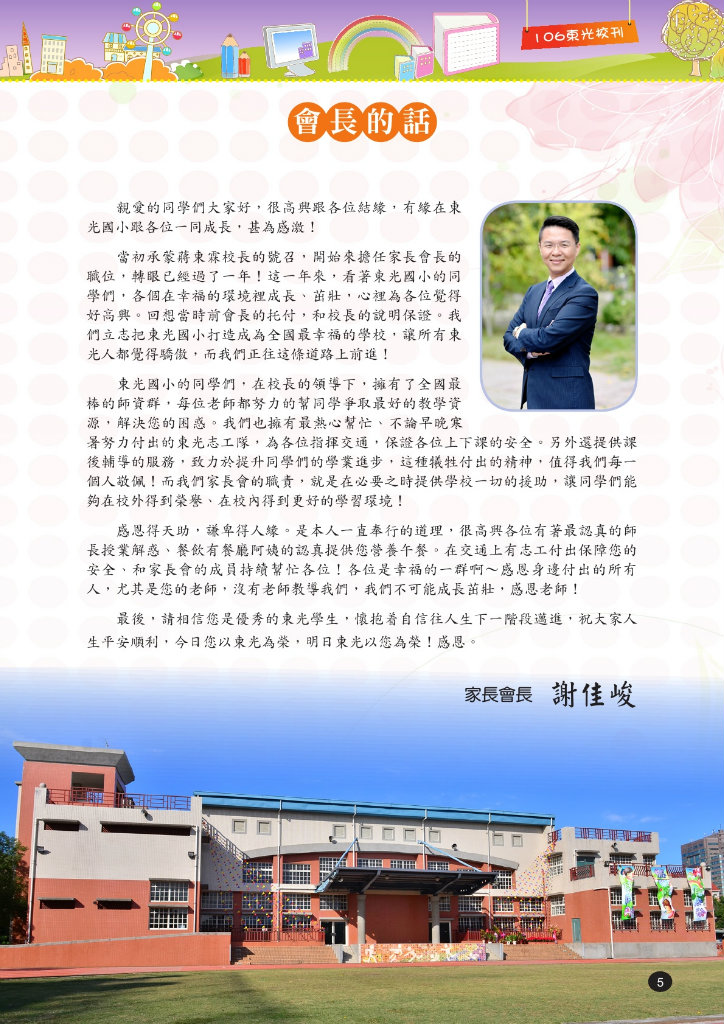 106東光校刊
會長的話
親愛的同學們大家好，很高興跟各位結緣，有緣在東
光國小跟各位一同成長，甚為感激！
當初承蒙蔣東霖校長的號召，開始來擔任家長會長的
職位，轉眼已經過了一年！這一年來，看著東光國小的同
學們，各個在幸福的環境裡成長、茁壯，心裡為各位覺得
好高興。回想當時前會長的托付，和校長的說明保證。我
們立志把東光國小打造成為全國最幸福的學校，讓所有東
光人都覺得驕傲，而我們正往這條道路上前進！
東光國小的同學們，在校長的領導下，擁有了全國最
棒的師資群，每位老師都努力的幫同學爭取最好的教學資
源，解決您的困惑。我們也擁有最熱心幫忙、不論早晚寒
暑努力付出的東光志工隊，為各位指揮交通，保證各位上下課的安全。另外還提供課
後輔導的服務，致力於提升同學們的學業進步，這種犧牲付出的精神，值得我們每一
個人敬佩！而我們家長會的職責，就是在必要之時提供學校一切的援助，讓同學們能
夠在校外得到榮譽、在校內得到更好的學習環境！
感恩得天助，謙卑得人緣。是本人一直奉行的道理，很高興各位有著最認真的師
長授業解惑、餐飲有餐廳阿姨的認真提供您營養午餐。在交通上有志工付出保障您的
安全、和家長會的成員持續幫忙各位！各位是幸福的一群啊～感恩身邊付出的所有
人，尤其是您的老師，沒有老師教導我們，我們不可能成長茁壯，感恩老師！
最後，請相信您是優秀的東光學生，懷抱着自信往人生下一階段邁進，祝大家人
生平安順利，今日您以東光為榮，明日東光以您為榮！感恩。
家長會長 謝佳峻
5